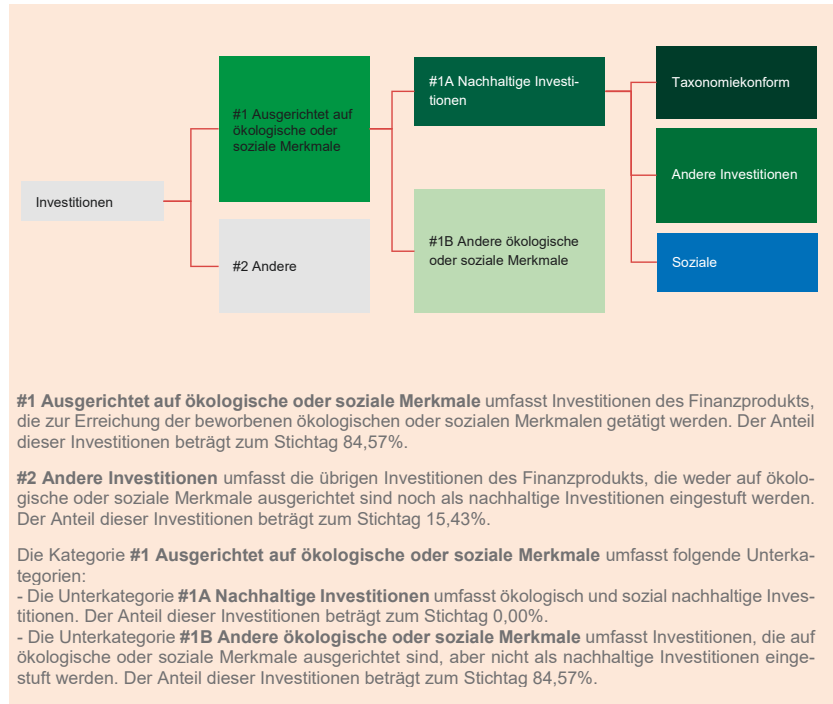 Investitionen
#1 Ausgerichtet auf
ökologische oder
soziale Merkmale
#2 Andere
#1A Nachhaltige Investi-
tionen
#1B Andere ökologische
oder soziale Merkmale
Taxonomiekonform
Andere Investitionen
Soziale
#1 Ausgerichtet auf ökologische oder soziale Merkmale umfasst Investitionen des Finanzprodukts,
die zur Erreichung der beworbenen ökologischen oder sozialen Merkmalen getätigt werden. Der Anteil
dieser Investitionen beträgt zum Stichtag 84,57%.
#2 Andere Investitionen umfasst die übrigen Investitionen des Finanzprodukts, die weder auf ökolo-
gische oder soziale Merkmale ausgerichtet sind noch als nachhaltige Investitionen eingestuft werden.
Der Anteil dieser Investitionen beträgt zum Stichtag 15,43%.
Die Kategorie #1 Ausgerichtet auf ökologische oder soziale Merkmale umfasst folgende Unterka-
tegorien:
- Die Unterkategorie #1A Nachhaltige Investitionen umfasst ökologisch und sozial nachhaltige Inves-
titionen. Der Anteil dieser Investitionen beträgt zum Stichtag 0,00%.
- Die Unterkategorie #1B Andere ökologische oder soziale Merkmale umfasst Investitionen, die auf
ökologische oder soziale Merkmale ausgerichtet sind, aber nicht als nachhaltige Investitionen einge-
stuft werden. Der Anteil dieser Investitionen beträgt zum Stichtag 84,57%.